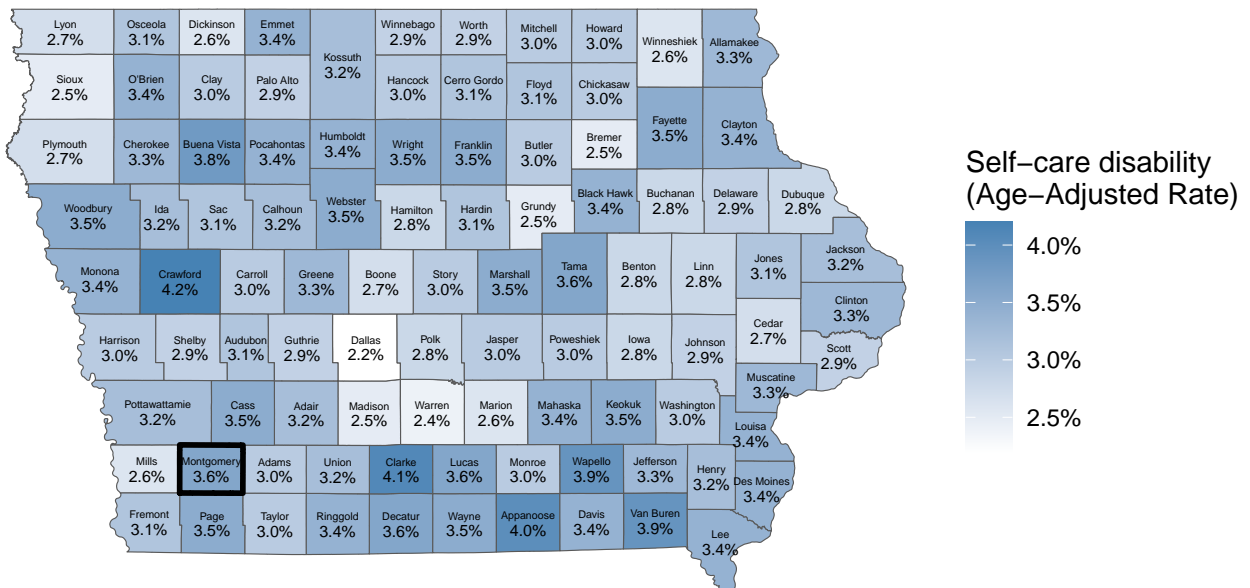 Lyon
2.7%
Osceola
3.1%
Dickinson
2.6%
Emmet
3.4%
Kossuth
3.2%
Winnebago
2.9%
Worth
2.9%
Mitchell
3.0%
Howard
3.0%
Winneshiek
2.6%
Allamakee
3.3%
Sioux
2.5%
O'Brien
3.4%
Clay
3.0%
Palo Alto
2.9%
Hancock
3.0%
Cerro Gordo
3.1%
Floyd
3.1%
Chickasaw
3.0%
Fayette
3.5%
Clayton
3.4%
Plymouth
2.7%
Cherokee
3.3%
Buena Vista
3.8%
Pocahontas
3.4%
Humboldt
3.4%
Wright
3.5%
Franklin
3.5%
Butler
3.0%
Bremer
2.5%
Woodbury
3.5%
Ida
3.2%
Sac
3.1%
Calhoun
3.2%
Webster
3.5%
Hamilton
2.8%
Hardin
3.1%
Grundy
2.5%
Black Hawk
3.4%
Buchanan
2.8%
Delaware
2.9%
Dubuque
2.8%
Monona
3.4%
Crawford
4.2%
Carroll
3.0%
Greene
3.3%
Boone
2.7%
Story
3.0%
Marshall
3.5%
Tama
3.6%
Benton
2.8%
Linn
2.8%
Jones
3.1%
Jackson
3.2%
Clinton
3.3%
Harrison
3.0%
Shelby
2.9%
Audubon
3.1%
Guthrie
2.9%
Dallas
2.2%
Polk
2.8%
Jasper
3.0%
Poweshiek
3.0%
Iowa
2.8%
Johnson
2.9%
Cedar
2.7%
Scott
2.9%
Muscatine
3.3%
Pottawattamie
3.2%
Cass
3.5%
Adair
3.2%
Madison
2.5%
Warren
2.4%
Marion
2.6%
Mahaska
3.4%
Keokuk
3.5%
Washington
3.0%
Louisa
3.4%
Mills
2.6%
Montgomery
3.6%
Adams
3.0%
Union
3.2%
Clarke
4.1%
Lucas
3.6%
Monroe
3.0%
Wapello
3.9%
Jefferson
3.3%
Henry
3.2%
Des Moines
3.4%
Fremont
3.1%
Page
3.5%
Taylor
3.0%
Ringgold
3.4%
Decatur
3.6%
Wayne
3.5%
Appanoose
4.0%
Davis
3.4%
Van Buren
3.9%
Lee
3.4%
Self−care disability
(Age−Adjusted Rate)
4.0%
3.5%
3.0%
2.5%